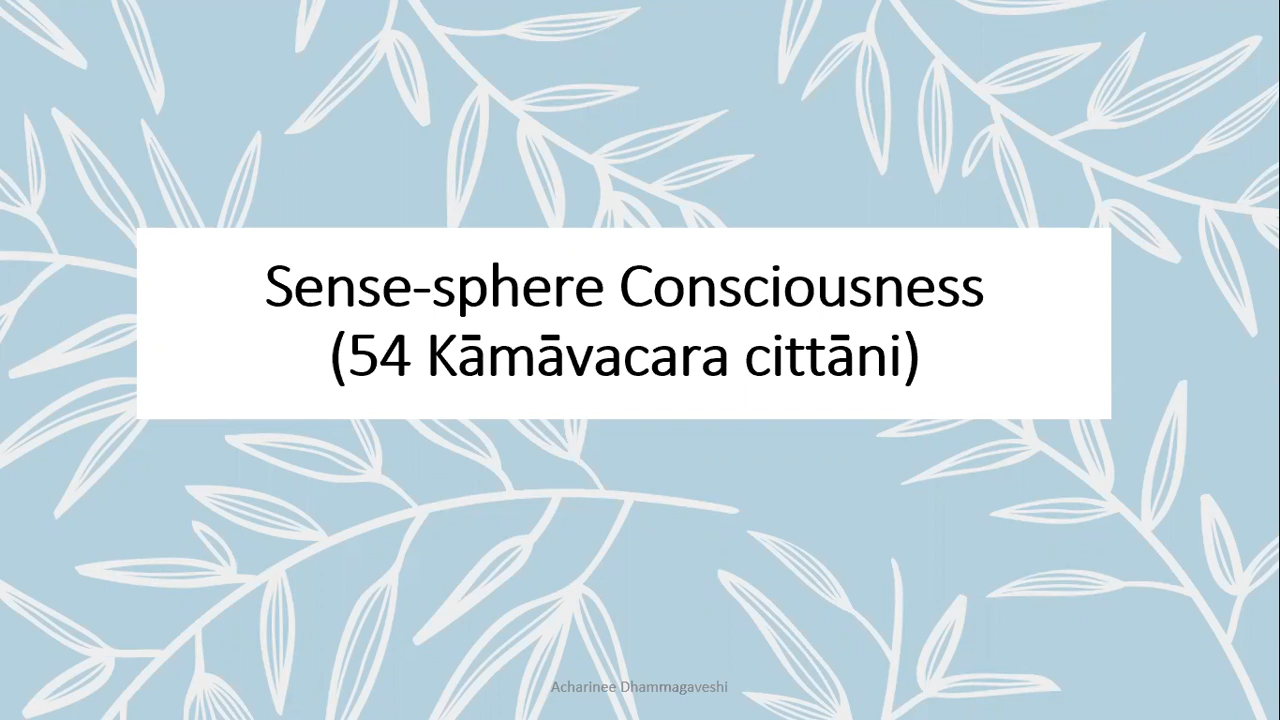 Sense-sphere Consciousness
(54 Kāmāvacara cittāni)
Acharinee Dhammagaveshi